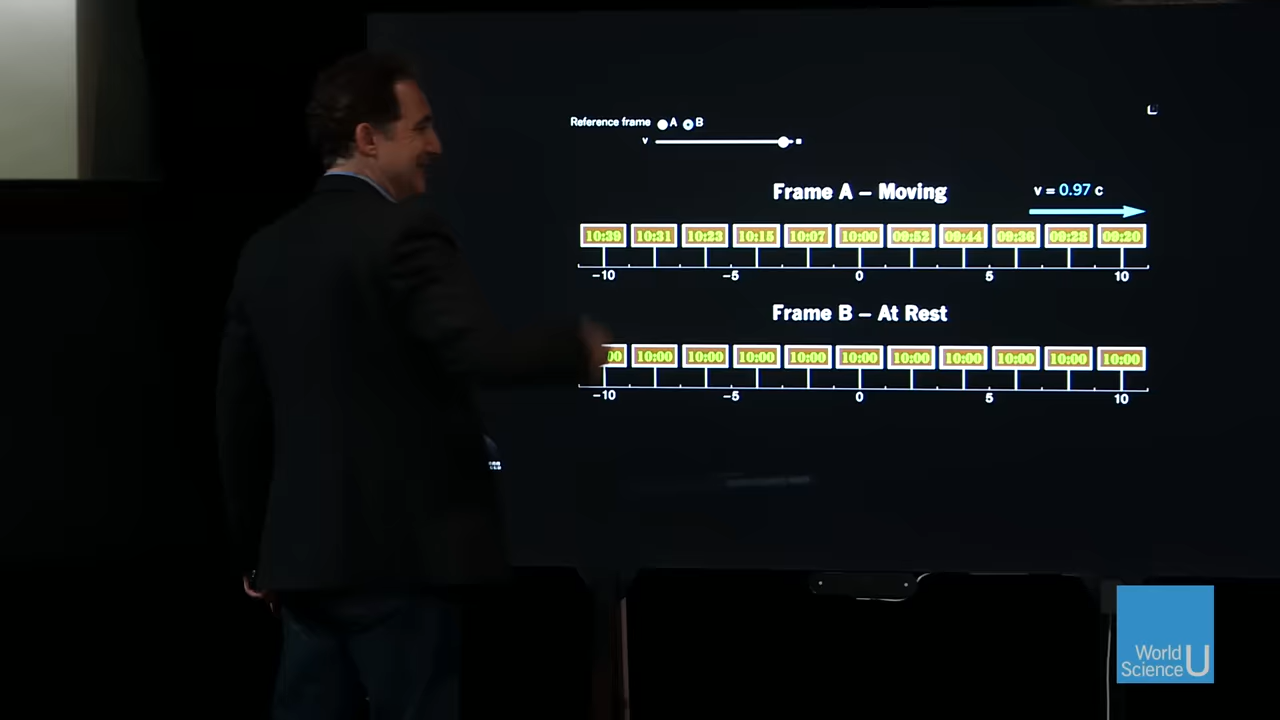 Reference frame A B
v
Frame A – Moving
v = 0.97 c
10:39 10:31 10:23 10:15 10:07 10:00 09:52 09:44 09:36 09:28 09:20
−10 −5 0 5 10
Frame B – At Rest
00 10:00 10:00 10:00 10:00 10:00 10:00 10:00 10:00 10:00 10:00
−10 −5 0 5 10
World
Science U